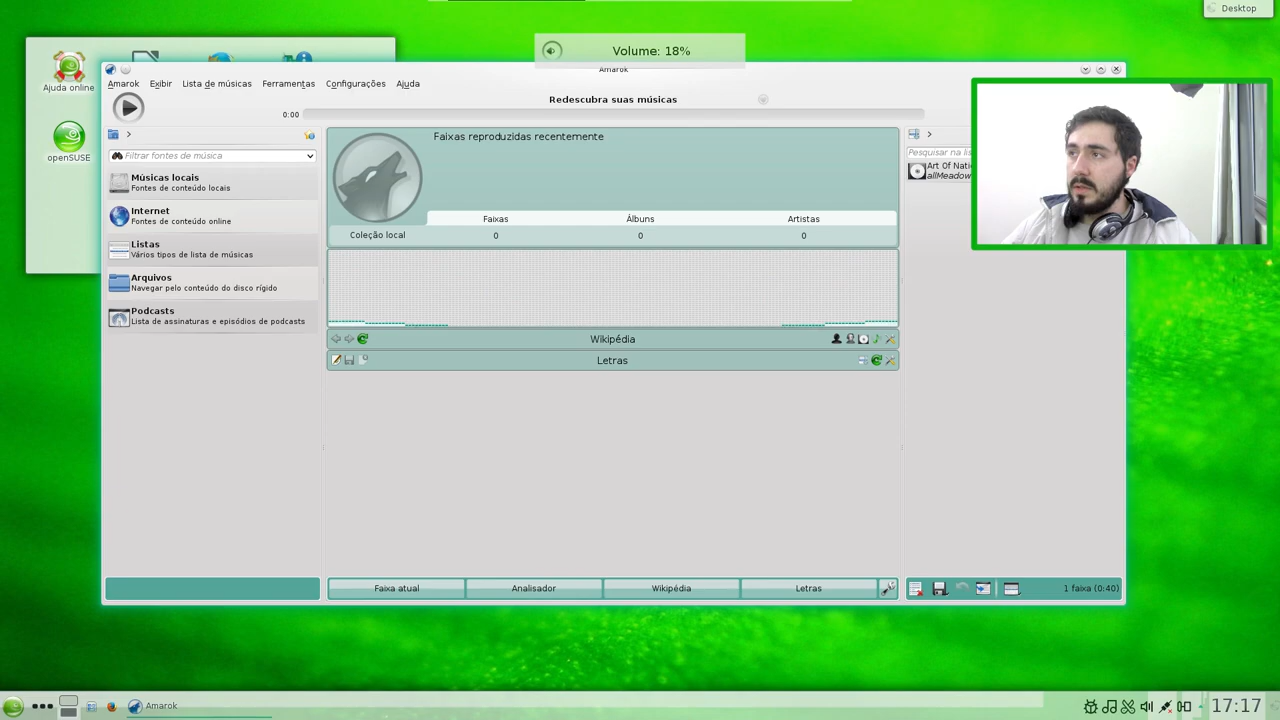 Desktop
Volume: 18%
Ajuda online
openSUSE
Amarok
Amarok Exibir Lista de músicas Ferramentas Configurações Ajuda
Redescubra suas músicas
0:00
Filtrar fontes de música
Músicas locais
Fontes de conteúdo locais
Internet
Fontes de conteúdo online
Listas
Vários tipos de lista de músicas
Arquivos
Navegar pelo conteúdo do disco rígido
Podcasts
Lista de assinaturas e episódios de podcasts
Faixas reproduzidas recentemente
Faixas Álbuns Artistas
Coleção local 0 0 0
Wikipédia
Letras
Faixa atual Analisador Wikipédia Letras
Pesquisar na
Art Of
1 faixa (0:40)
Amarok
17:17